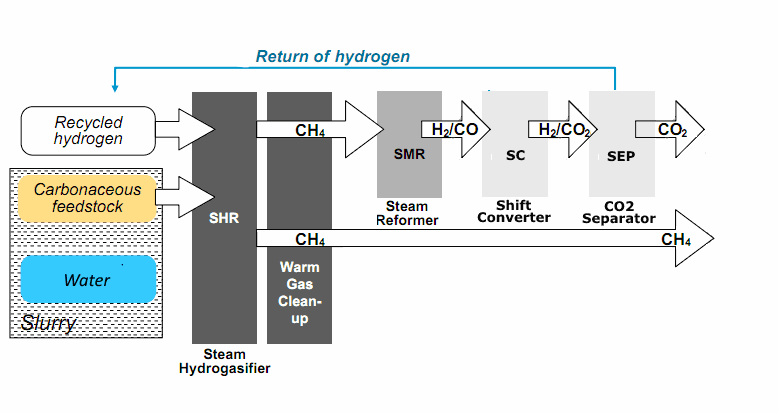 Return of hydrogen
Recycled
hydrogen
CH4
H2/CO
H2/CO2
CO2
SMR
SC
SEP
Carbonaceous
feedstock
SHR
Steam
Reformer
Shift
Converter
CO2
Separator
CH4
CH4
Water
Warm
Gas
Clean-
up
Slurry
Steam
Hydrogasifier